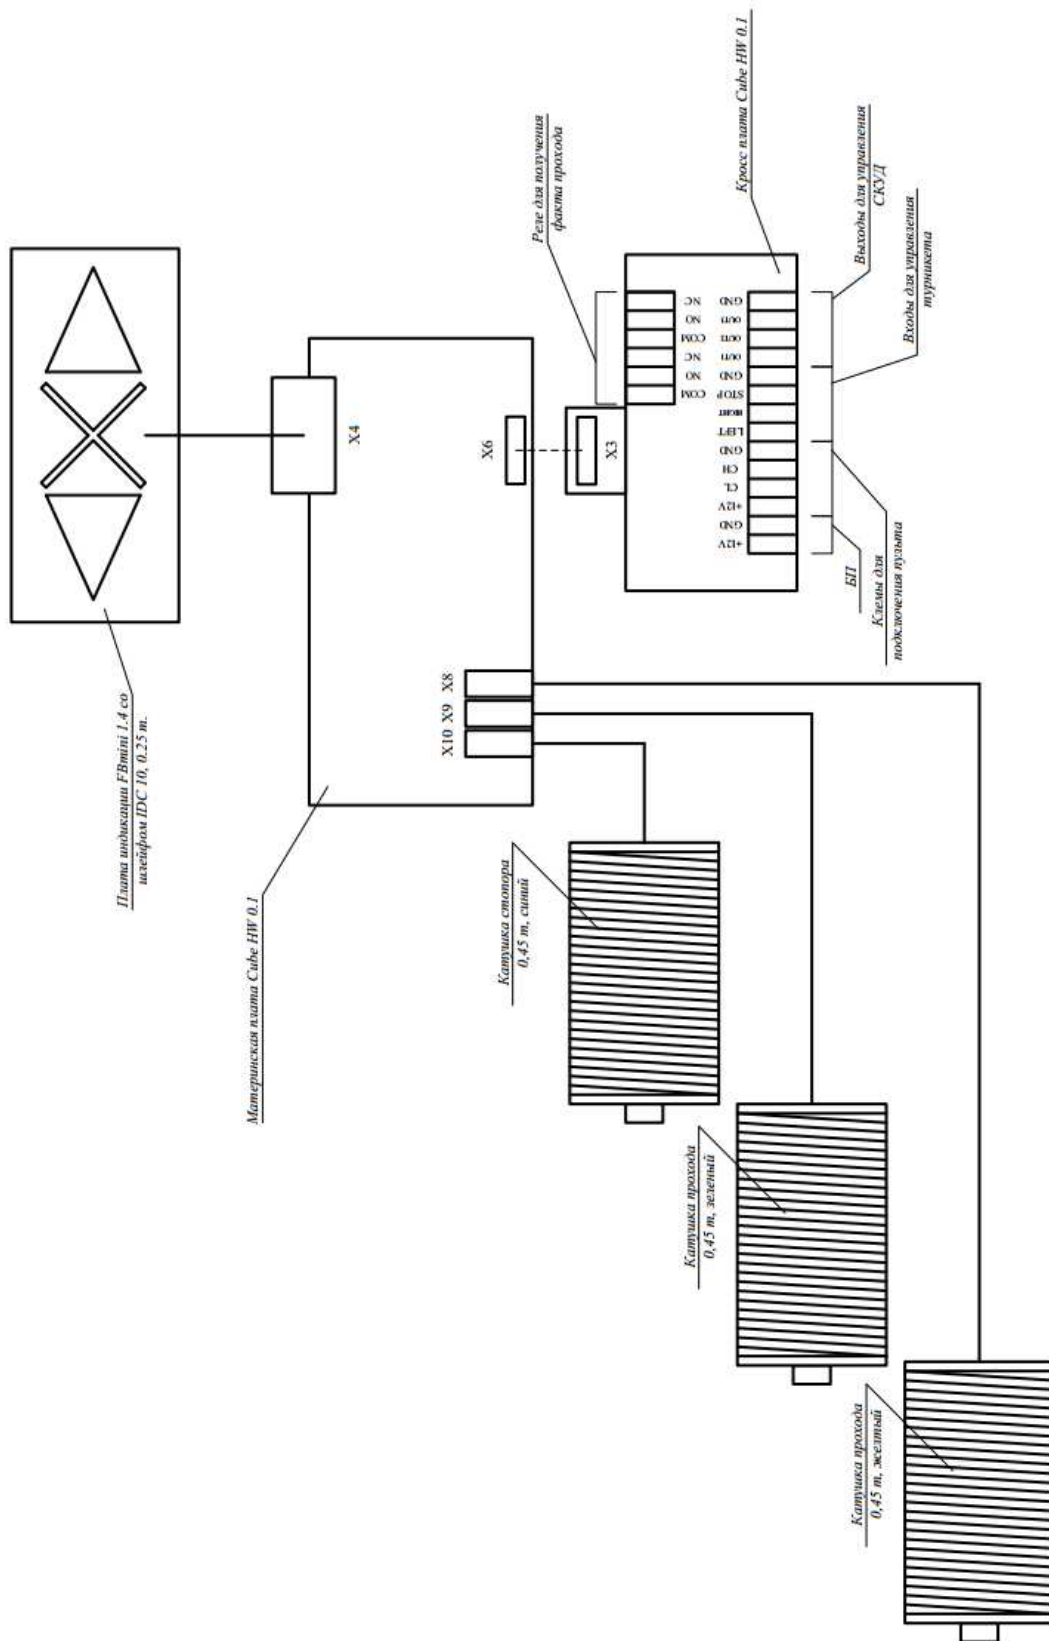 Плата индикации FBmini 1.4 со
шлейфом IDC 10, 0.25 m.
X4
Материнская плата Cube HW 0.1
X6
X3
X10
X9
X8
Реле для получения
факта прохода
Кросс плата Cube HW 0.1
COM
NO
NC
COM
NO
NC
+12V
GND
+12V
CL
CH
GND
LEFT
RIGHT
STOP
GND
OUT1
OUT1
OUT1
GND
БП
Клемы для
подключения пульта
Входы для управления
турникета
Выходы для управления
СКУД
Катушка стопора
0,45 m, синий
Катушка прохода
0,45 m, зеленый
Катушка прохода
0,45 m, желтый